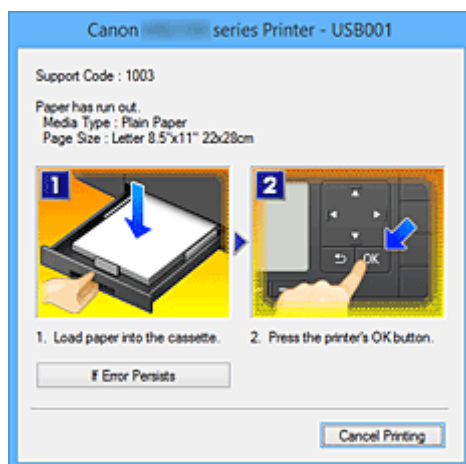 Canon series Printer - USB001
Support Code : 1003
Paper has run out.
Media Type : Plain Paper
Page Size : Letter 8.5"x11" 22x28cm
1
2
OK
1. Load paper into the cassette.
2. Press the printer's OK button.
If Error Persists
Cancel Printing